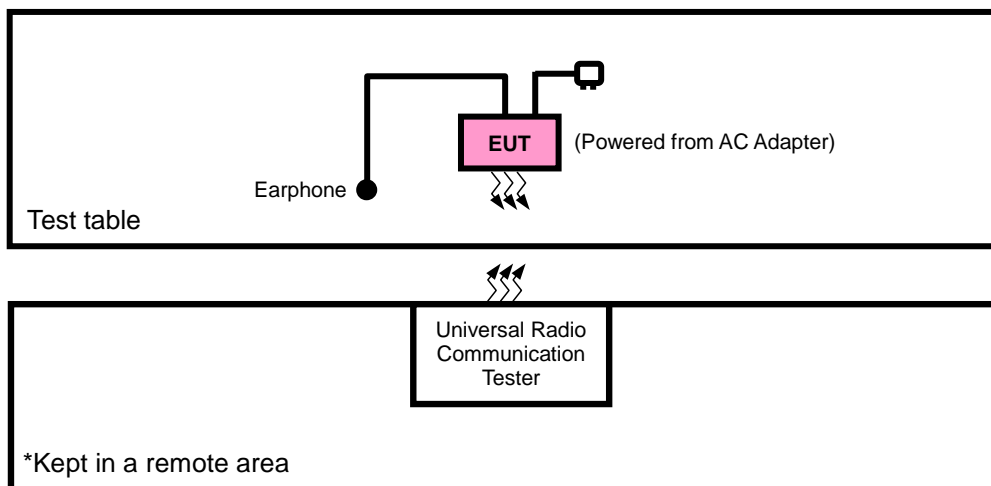 EUT
(Powered from AC Adapter)
Earphone
Test table
Universal Radio
Communication
Tester
*Kept in a remote area